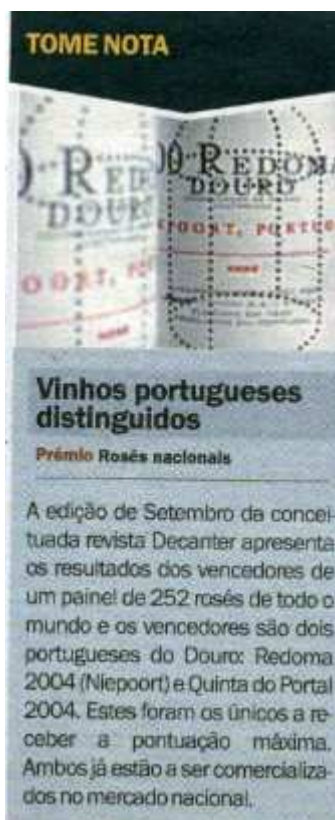 TOME NOTA
REDOMA
DOURO
Vinhos portugueses
distinguidos
Prémio Rosés nacionais
A edição de Setembro da concei-
tuada revista Decanter apresenta
os resultados dos vencedores de
um painel de 252 rosés de todo o
mundo e os vencedores são dois
portugueses do Douro: Redoma
2004 (Niepoort) e Quinta do Portal
2004. Estes foram os únicos a re-
ceber a pontuação máxima.
Ambos já estão a ser comercializa-
dos no mercado nacional.